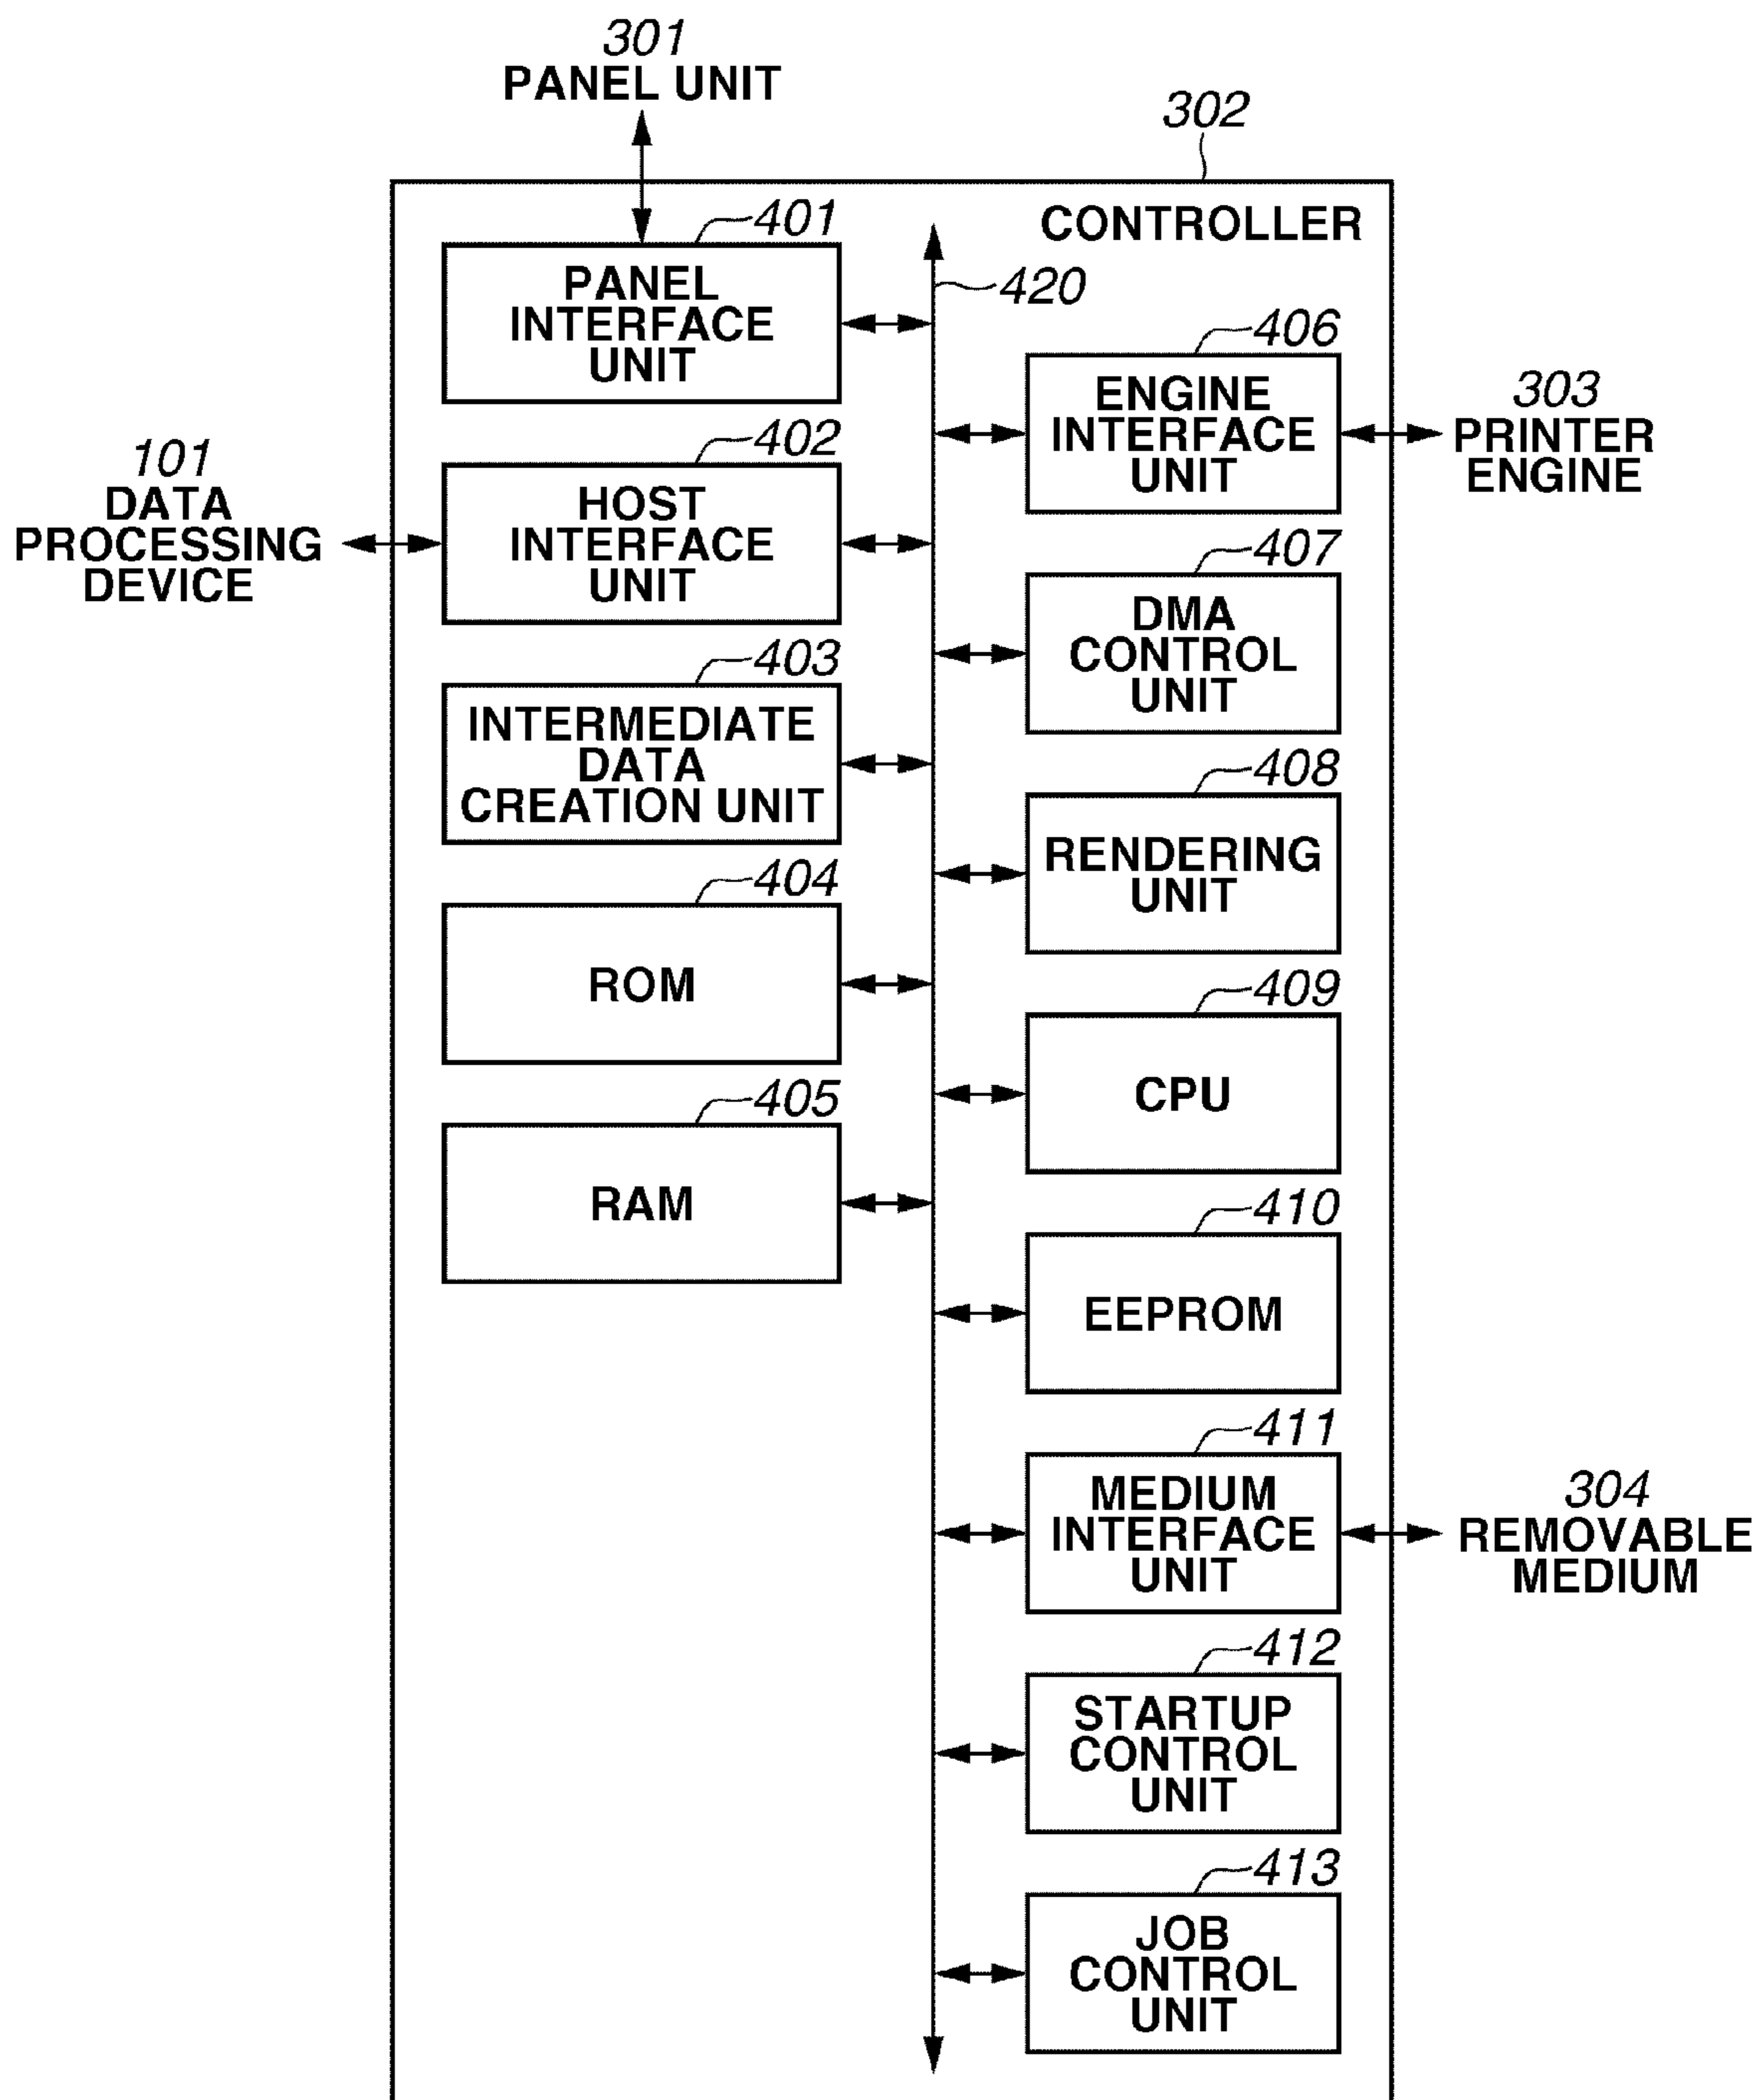 301
PANEL UNIT
302
CONTROLLER
401
PANEL
INTERFACE
UNIT
420
406
ENGINE
INTERFACE
UNIT
303
PRINTER
ENGINE
101
DATA
PROCESSING
DEVICE
402
HOST
INTERFACE
UNIT
407
DMA
CONTROL
UNIT
403
INTERMEDIATE
DATA
CREATION UNIT
408
RENDERING
UNIT
404
ROM
409
CPU
405
RAM
410
EEPROM
411
MEDIUM
INTERFACE
UNIT
304
REMOVABLE
MEDIUM
412
STARTUP
CONTROL
UNIT
413
JOB
CONTROL
UNIT